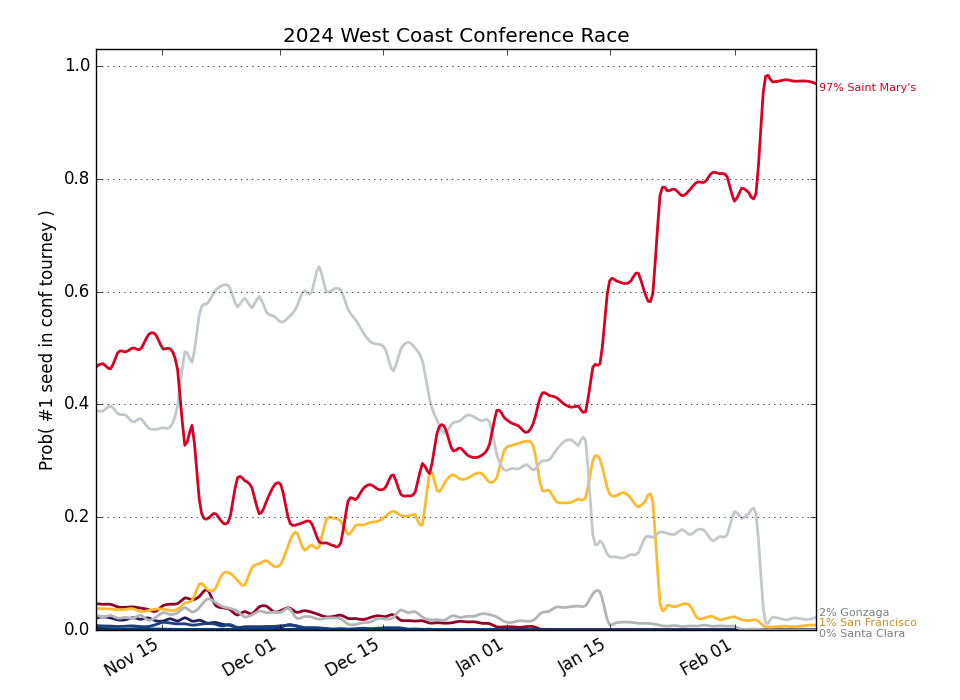 2024 West Coast Conference Race
Prob( #1 seed in conf tourney )
1.0
0.8
0.6
0.4
0.2
0.0
Nov 15
Dec 01
Dec 15
Jan 01
Jan 15
Feb 01
97% Saint Mary's
2% Gonzaga
1% San Francisco
0% Santa Clara